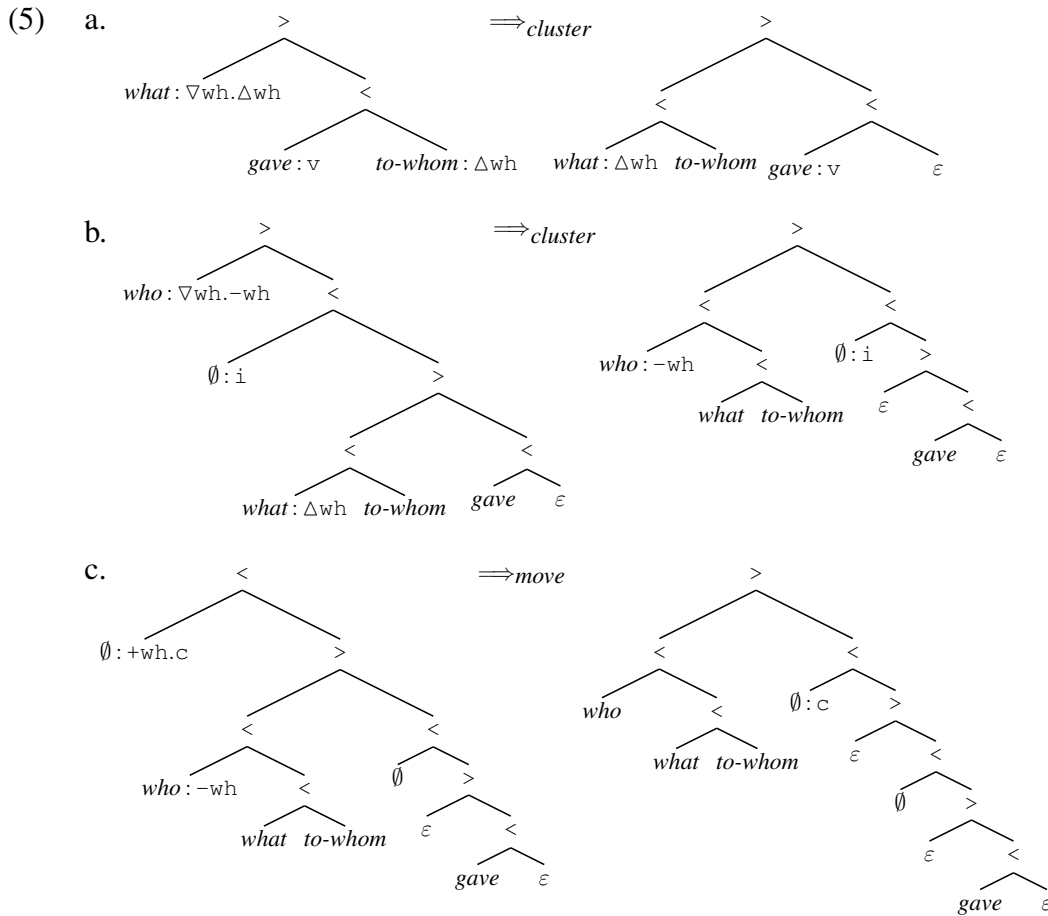 (5) a. > ⟹cluster >
what:▽wh.△wh < < <
gave:v to-whom:△wh what:△wh to-whom gave:v ε
b. > ⟹cluster >
who:▽wh.-wh < < <
∅:i > who:-wh < ∅:i >
< < what to-whom ε <
what:△wh to-whom gave ε gave ε
c. < ⟹move >
∅:+wh.c > < <
< < who < ∅:c >
who:-wh < ∅ > what to-whom ε <
what to-whom ε < ∅ >
gave ε ε <
gave ε